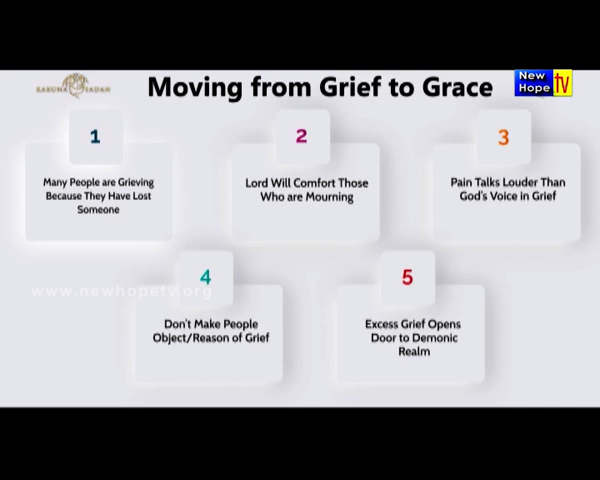 KARUNA SADAN
Moving from Grief to Grace
New
Hope
TV
1
Many People are Grieving
Because They Have Lost
Someone
2
Lord Will Comfort Those
Who are Mourning
3
Pain Talks Louder Than
God's Voice in Grief
www.newhopetv.org
4
Don't Make People
Object/Reason of Grief
5
Excess Grief Opens
Door to Demonic
Realm